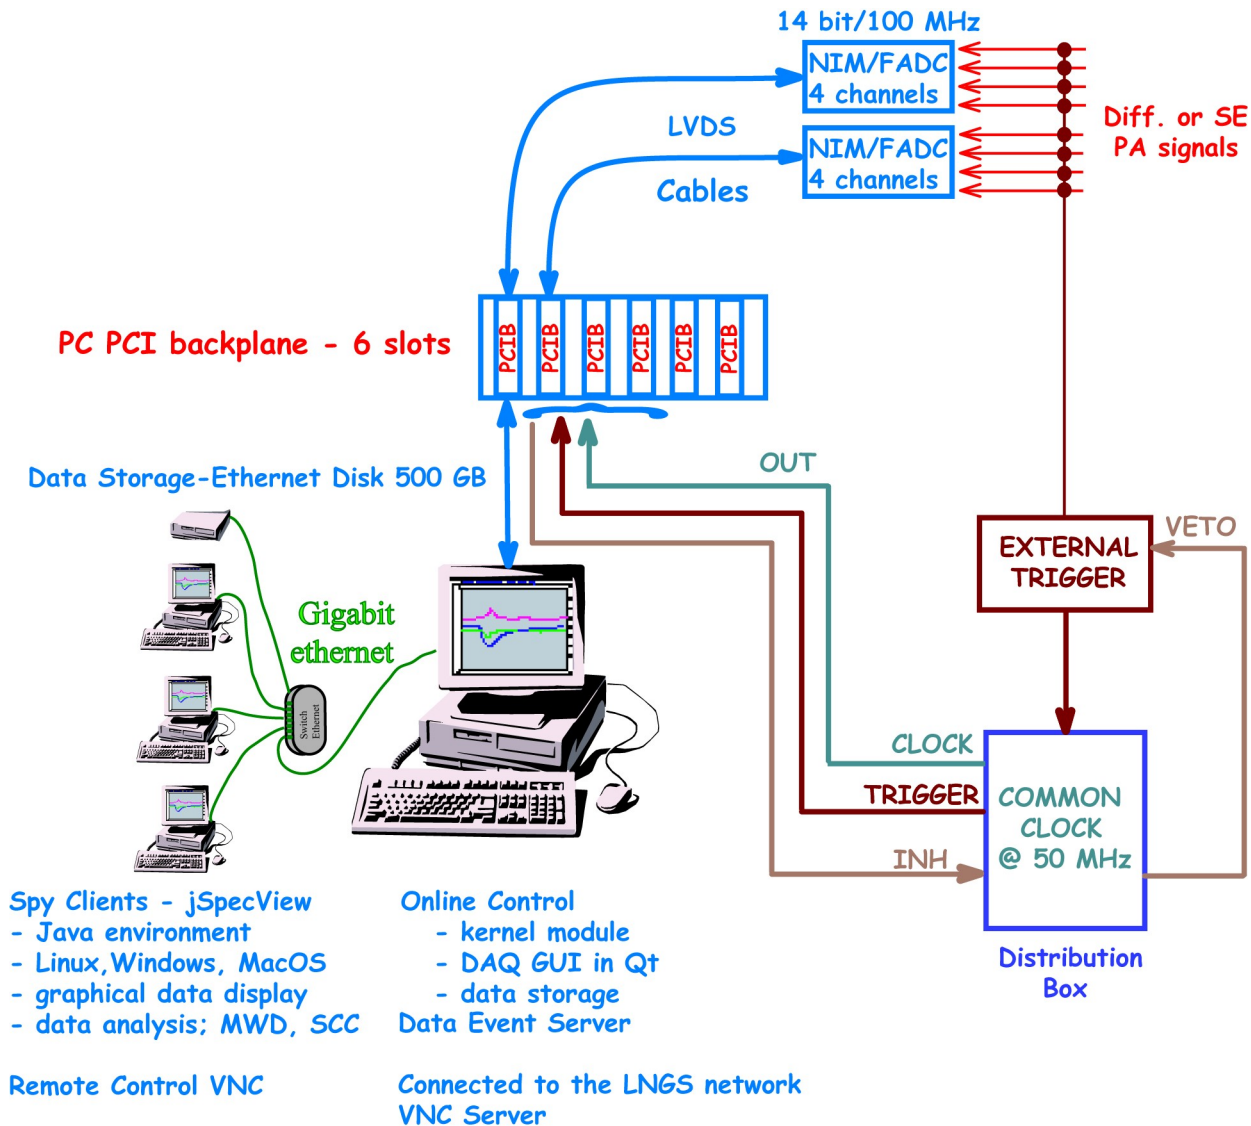 14 bit/100 MHz
NIM/FADC
4 channels
Diff. or SE
PA signals
LVDS
NIM/FADC
4 channels
Cables
PC PCI backplane - 6 slots
PCIB
PCIB
PCIB
PCIB
PCIB
PCIB
Data Storage-Ethernet Disk 500 GB
OUT
VETO
EXTERNAL
TRIGGER
Gigabit
ethernet
Switch
Ethernet
CLOCK
TRIGGER
INH
COMMON
CLOCK
@ 50 MHz
Distribution
Box
Spy Clients - jSpecView
- Java environment
- Linux,Windows, MacOS
- graphical data display
- data analysis; MWD, SCC
Remote Control VNC
Online Control
- kernel module
- DAQ GUI in Qt
- data storage
Data Event Server
Connected to the LNGS network
VNC Server